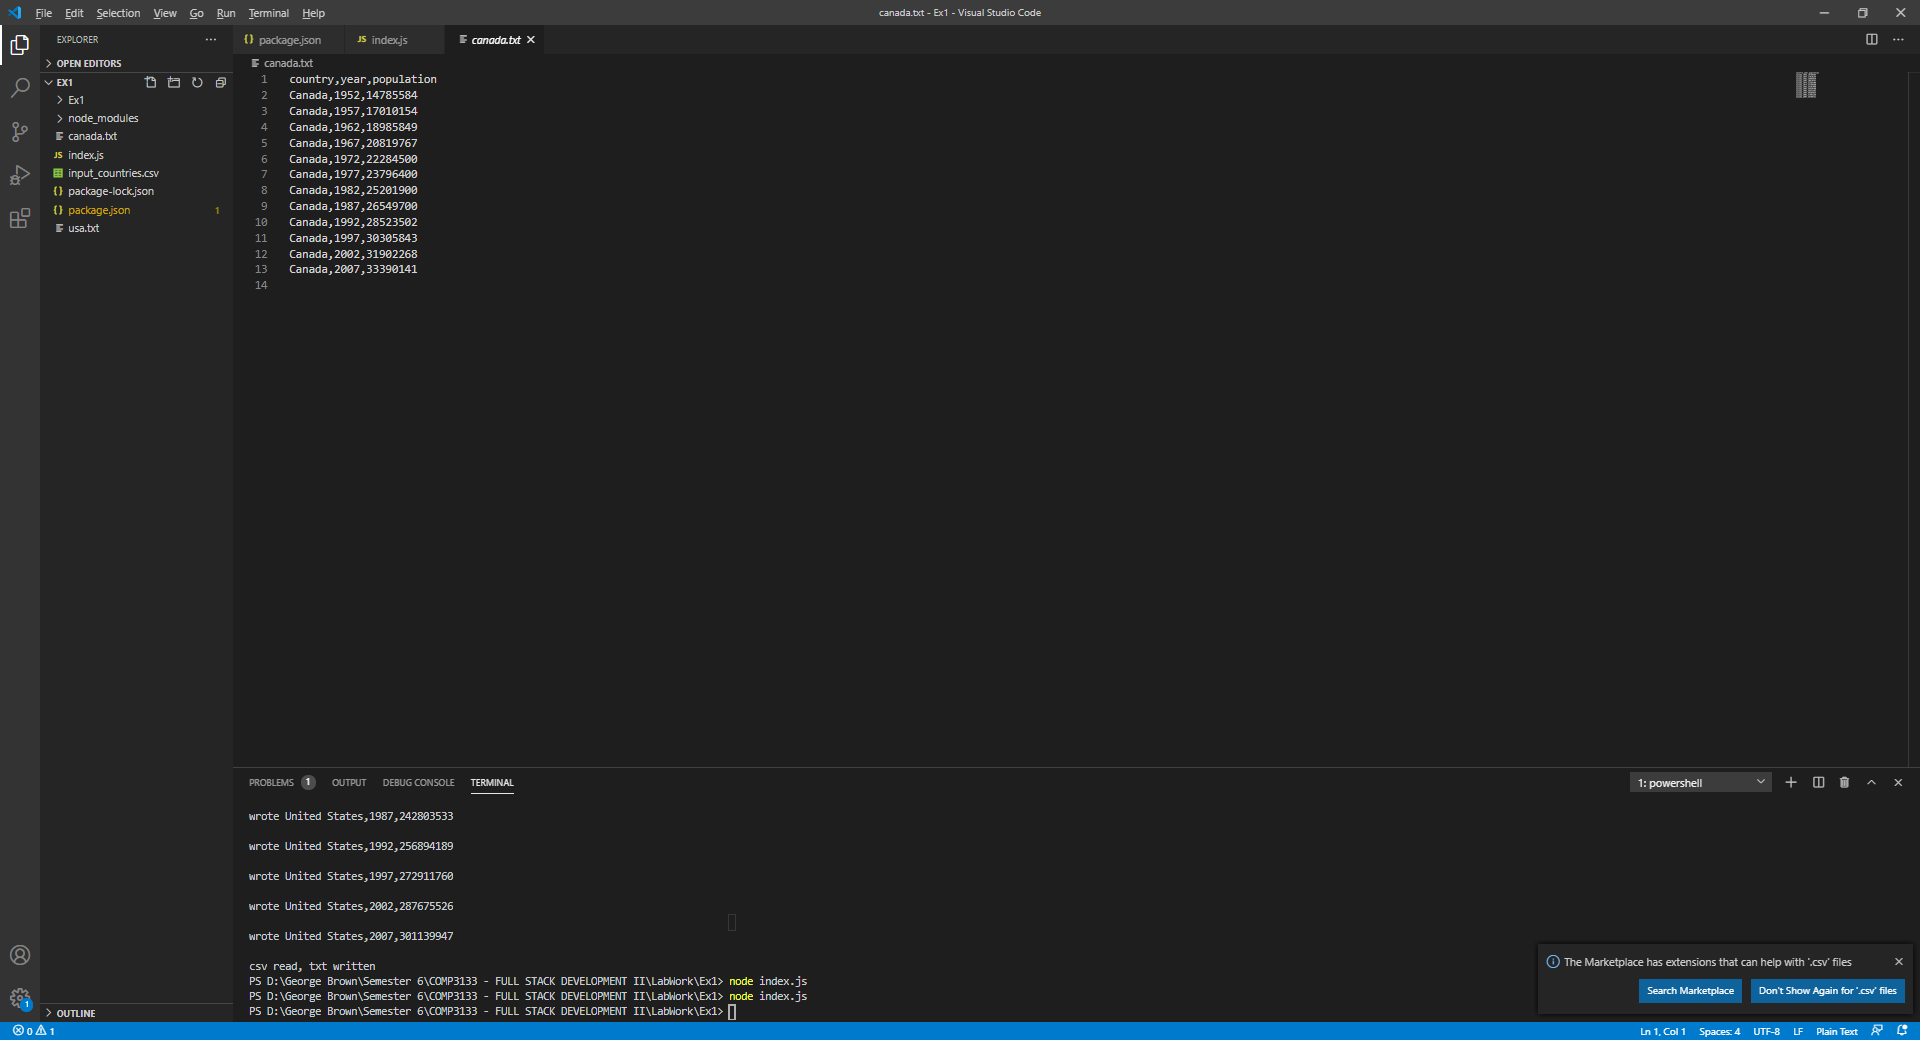 File Edit Selection View Go Run Terminal Help
canada.txt - Ex1 - Visual Studio Code
EXPLORER
OPEN EDITORS
EX1
Ex1
node_modules
canada.txt
index.js
input_countries.csv
package-lock.json
package.json 1
usa.txt
OUTLINE
package.json index.js canada.txt
canada.txt
1 country,year,population
2 Canada,1952,14785584
3 Canada,1957,17010154
4 Canada,1962,18985849
5 Canada,1967,20819767
6 Canada,1972,22284500
7 Canada,1977,23796400
8 Canada,1982,25201900
9 Canada,1987,26549700
10 Canada,1992,28523502
11 Canada,1997,30305843
12 Canada,2002,31902268
13 Canada,2007,33390141
14
PROBLEMS 1 OUTPUT DEBUG CONSOLE TERMINAL
1: powershell
wrote United States,1987,242803533
wrote United States,1992,256894189
wrote United States,1997,272911760
wrote United States,2002,287675526
wrote United States,2007,301139947
csv read, txt written
PS D:\George Brown\Semester 6\COMP3133 - FULL STACK DEVELOPMENT II\LabWork\Ex1> node index.js
PS D:\George Brown\Semester 6\COMP3133 - FULL STACK DEVELOPMENT II\LabWork\Ex1> node index.js
PS D:\George Brown\Semester 6\COMP3133 - FULL STACK DEVELOPMENT II\LabWork\Ex1>
The Marketplace has extensions that can help with '.csv' files
Search Marketplace
Don't Show Again for '.csv' files
1
0 1
Ln 1, Col 1 Spaces: 4 UTF-8 LF Plain Text